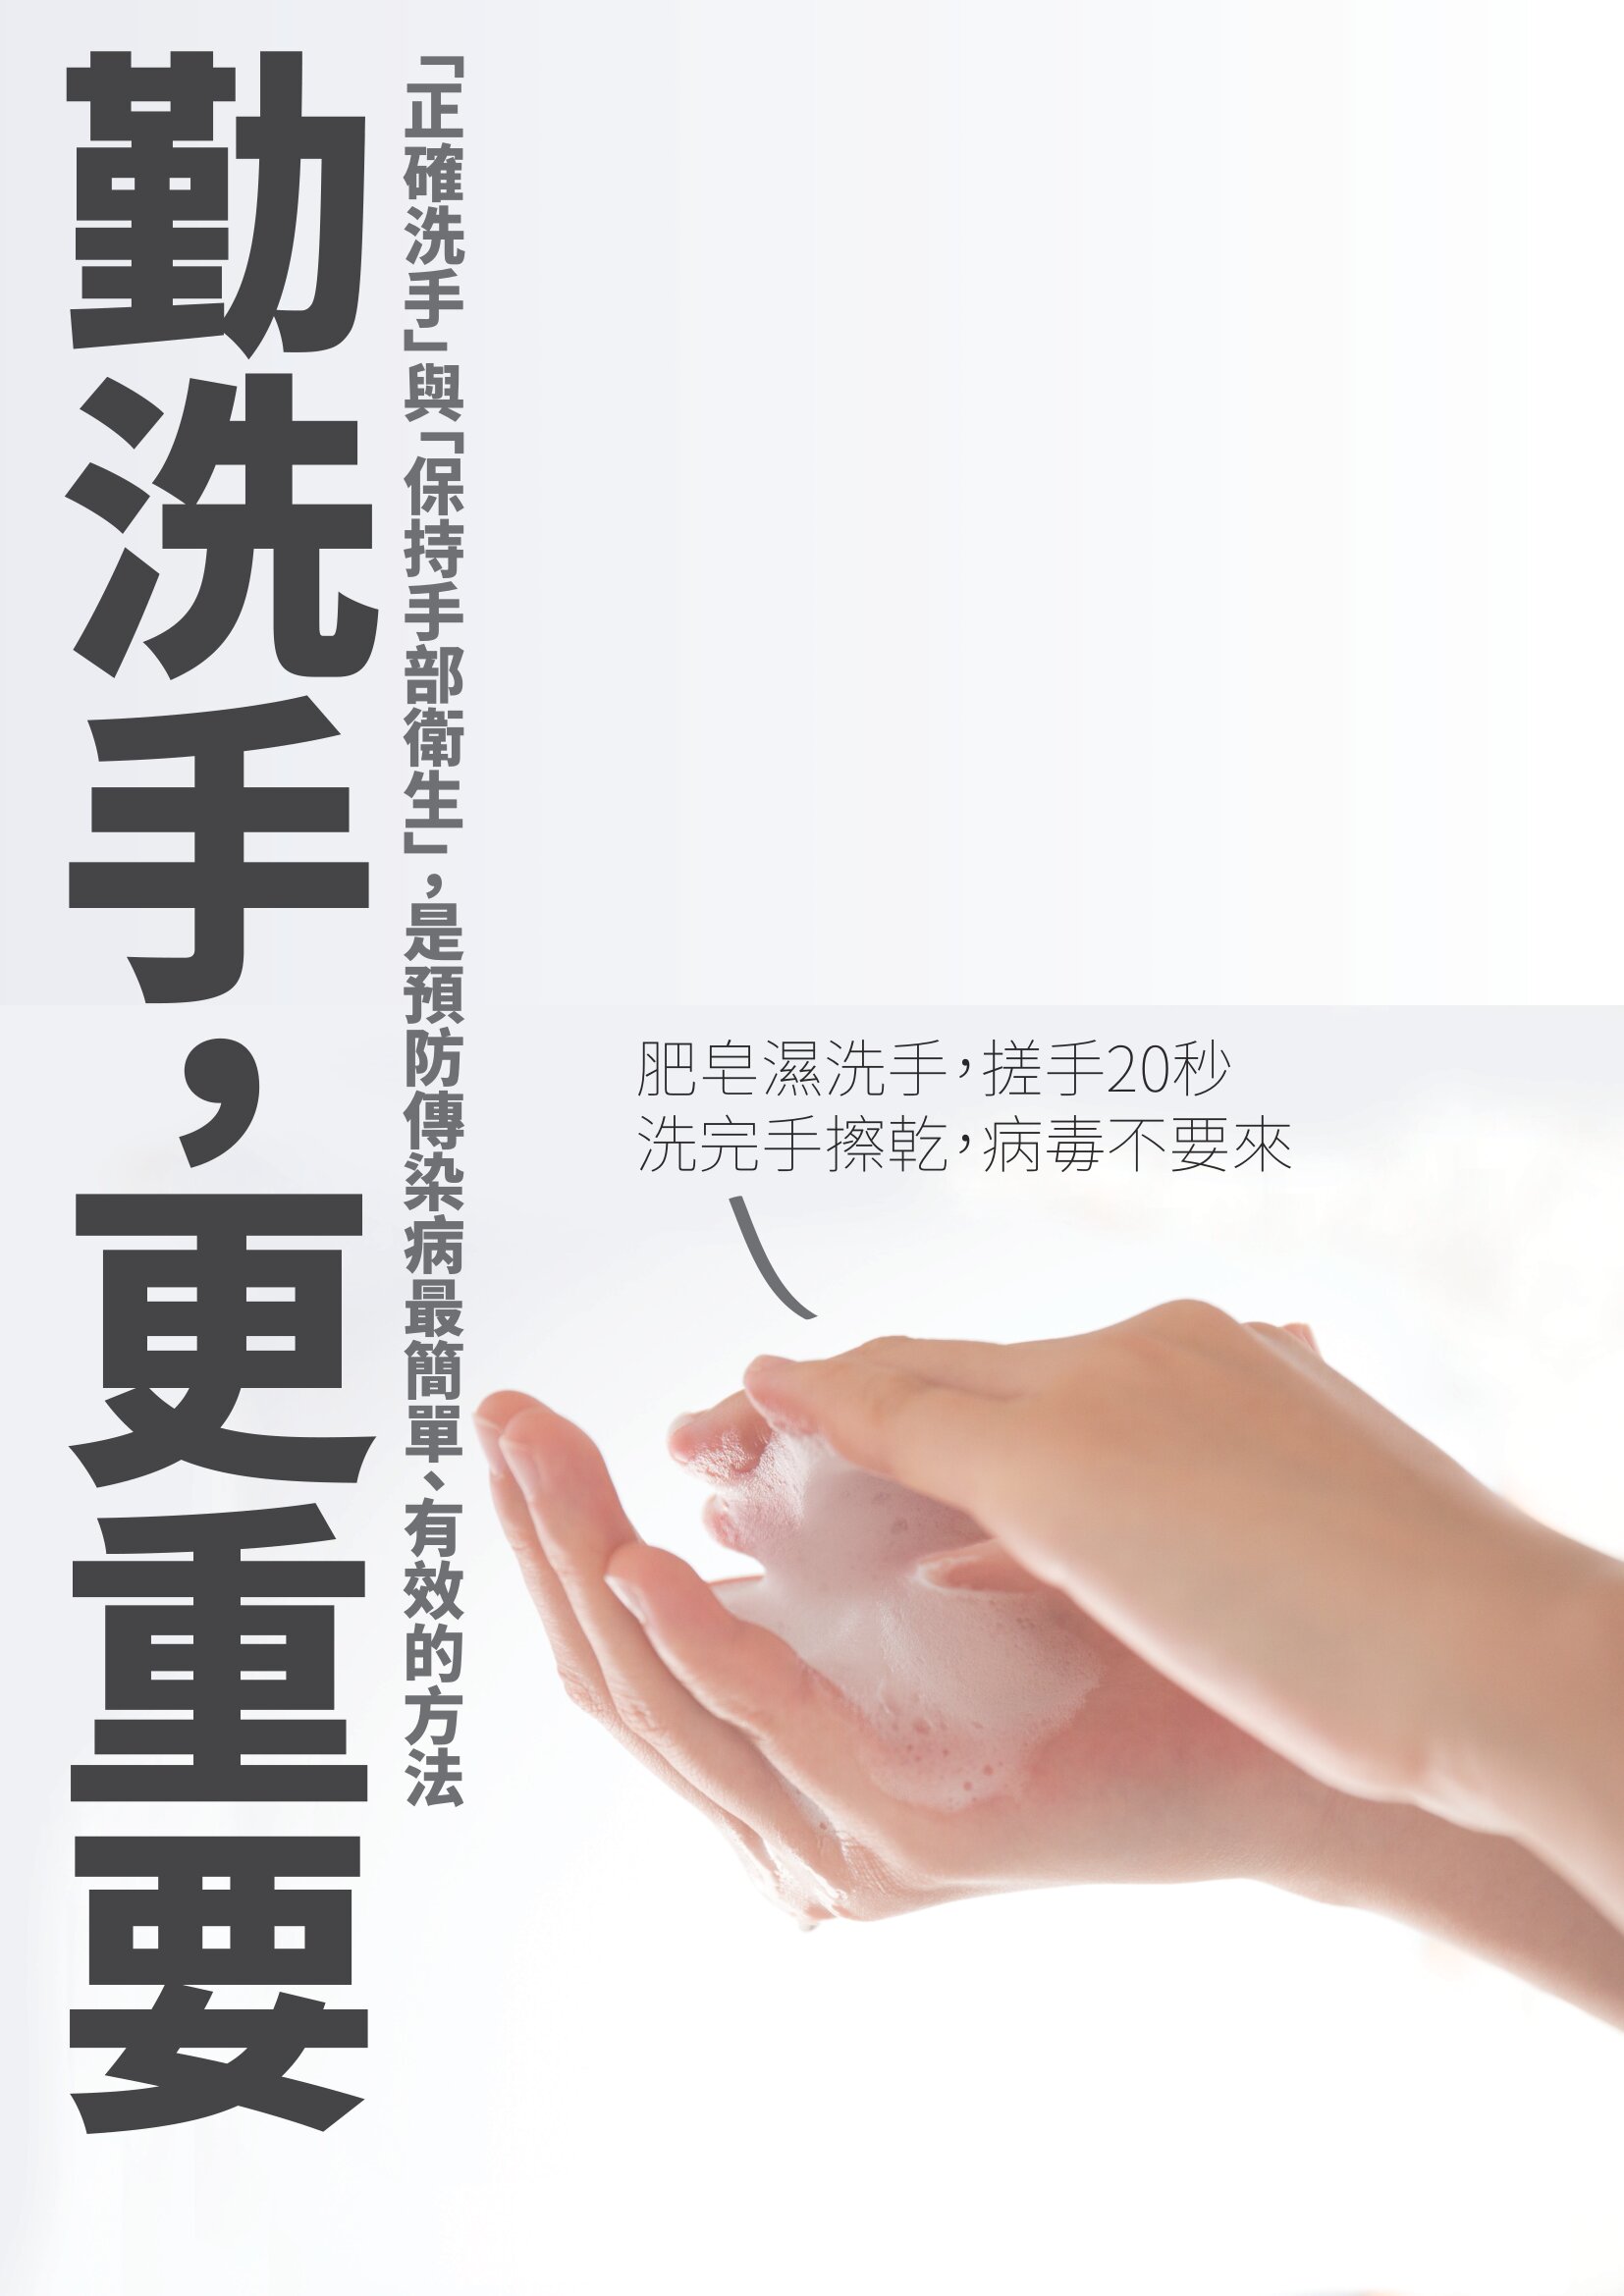 勤洗手，更重要
「正確洗手」與「保持手部衛生」，是預防傳染病最簡單、有效的方法
肥皂濕洗手，搓手20秒
洗完手擦乾，病毒不要來